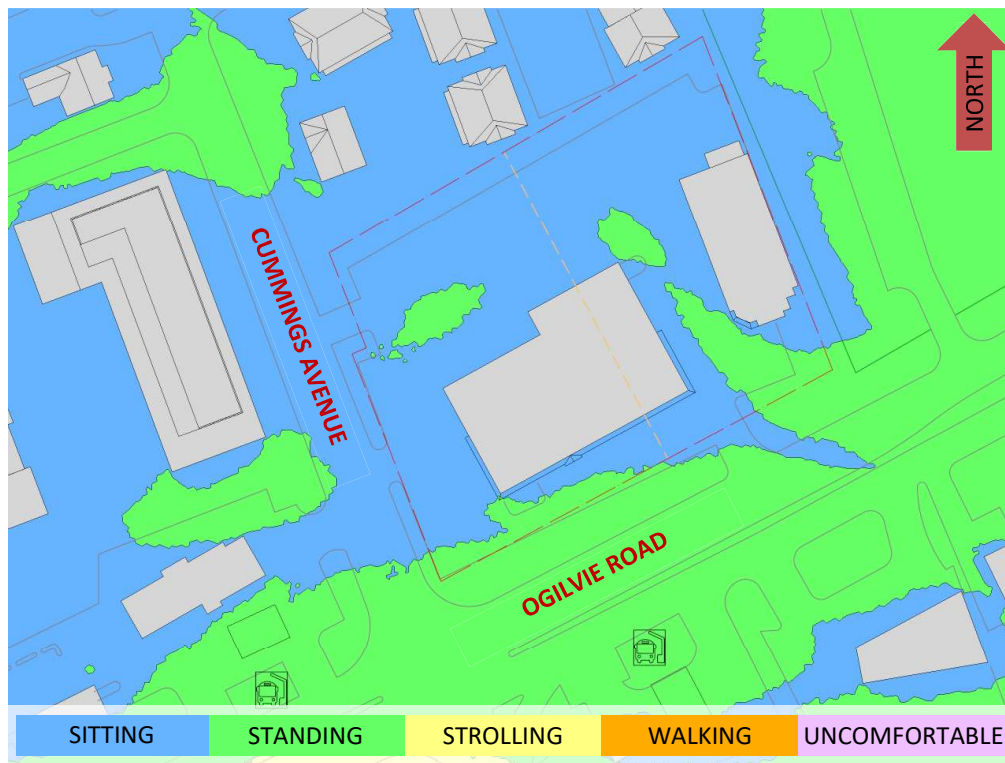 NORTH
CUMMINGS AVENUE
OGILVIE ROAD
SITTING
STANDING
STROLLING
WALKING
UNCOMFORTABLE